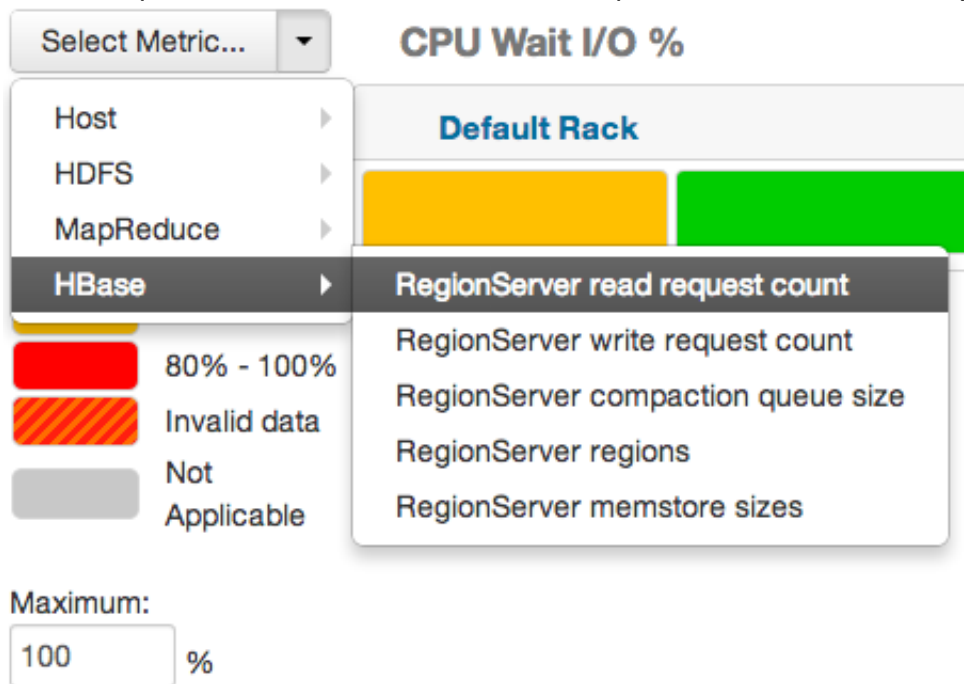 Select Metric...
CPU Wait I/O %
Host
Default Rack
HDFS
MapReduce
HBase
RegionServer read request count
RegionServer write request count
80% - 100%
RegionServer compaction queue size
Invalid data
RegionServer regions
Not
Applicable
RegionServer memstore sizes
Maximum:
100 %